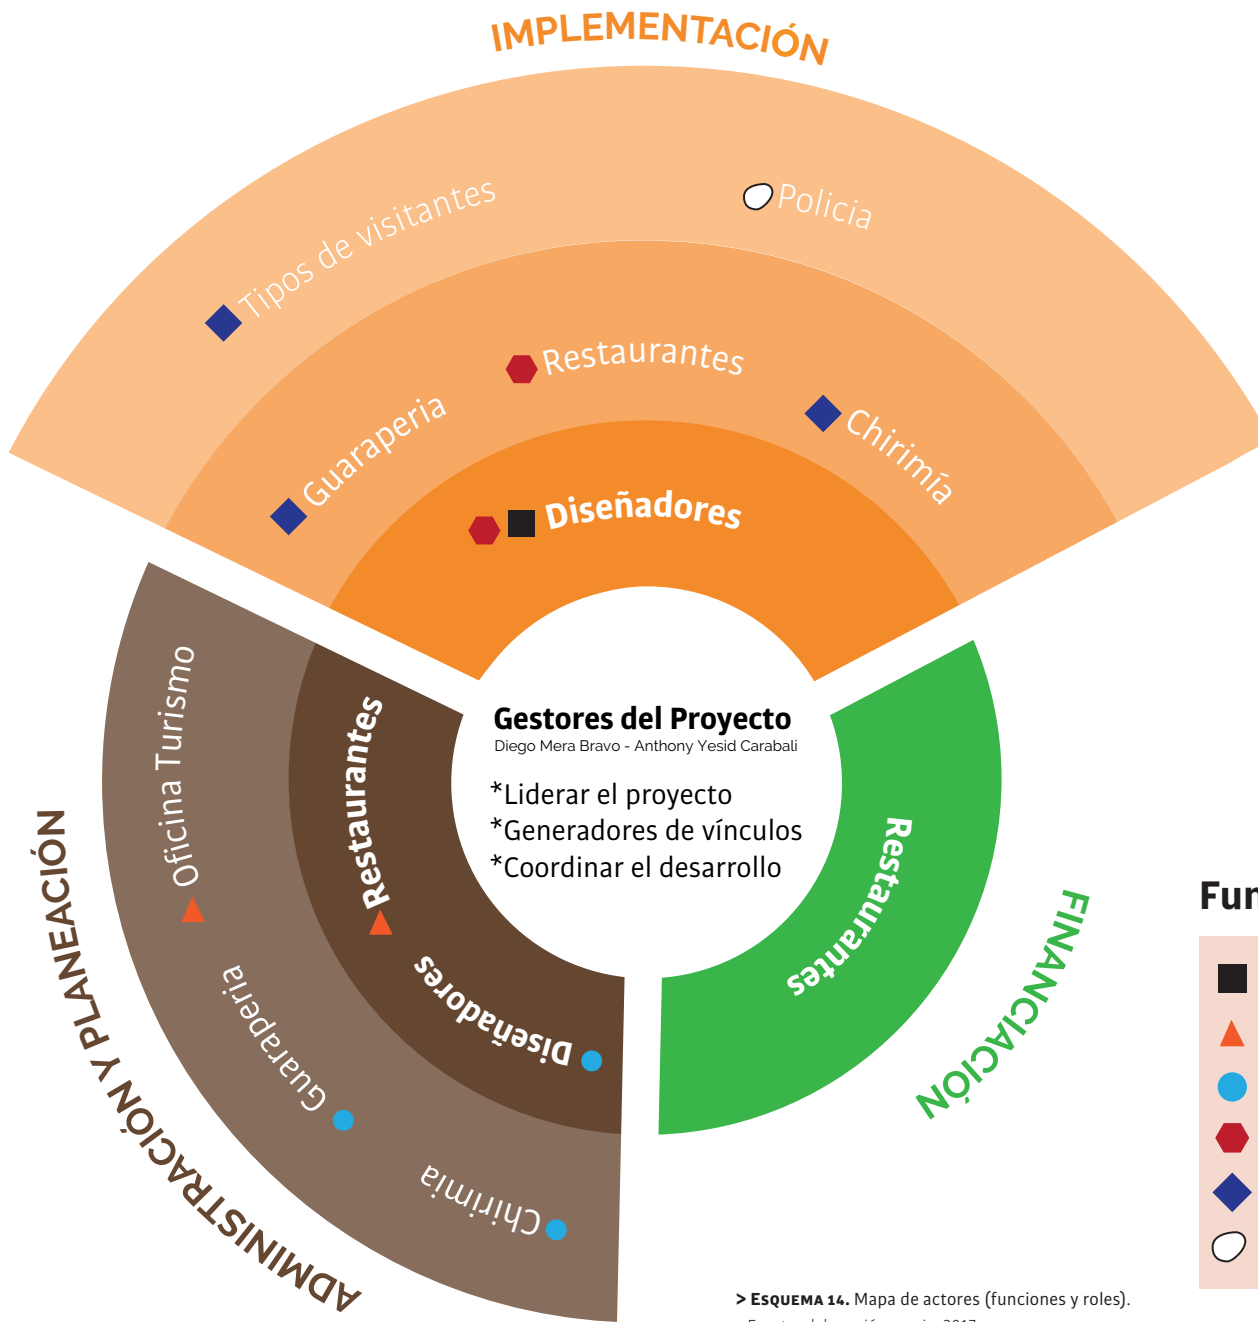 IMPLEMENTACIÓN
Tipos de visitantes
Policia
Guaraperia
Restaurantes
Chirimía
Diseñadores
Gestores del Proyecto
Diego Mera Bravo - Anthony Yesid Carabali
*Liderar el proyecto
*Generadores de vínculos
*Coordinar el desarrollo
ADMINISTRACIÓN Y PLANEACIÓN
Oficina Turismo
Guaraperia
Chirimia
Restaurantes
Diseñadores
FINANCIACIÓN
Restaurantes
> ESQUEMA 14. Mapa de actores (funciones y roles).